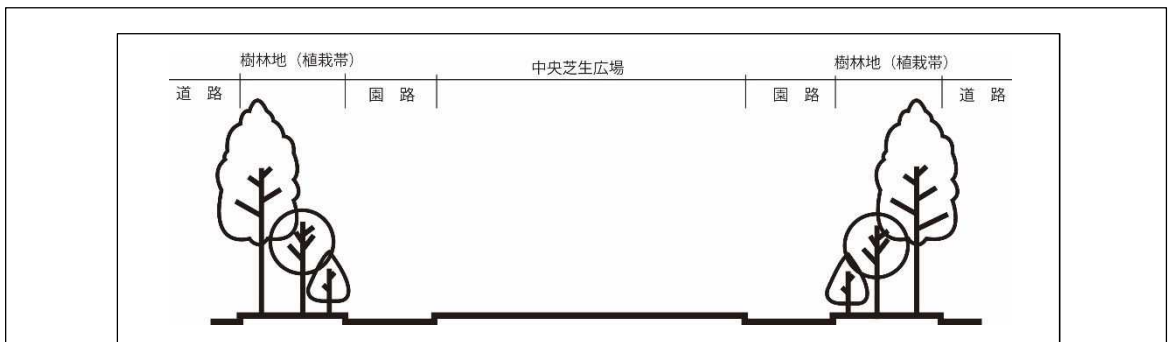 樹林地（植栽帯）
中央芝生広場
樹林地（植栽帯）
道 路
園 路
園 路
道 路